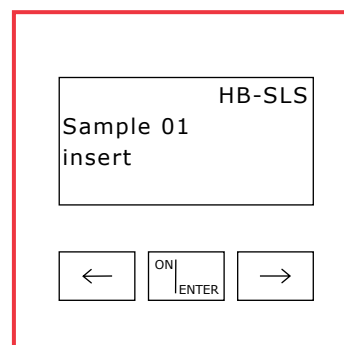 HB-SLS
Sample 01
insert
← ON ENTER →